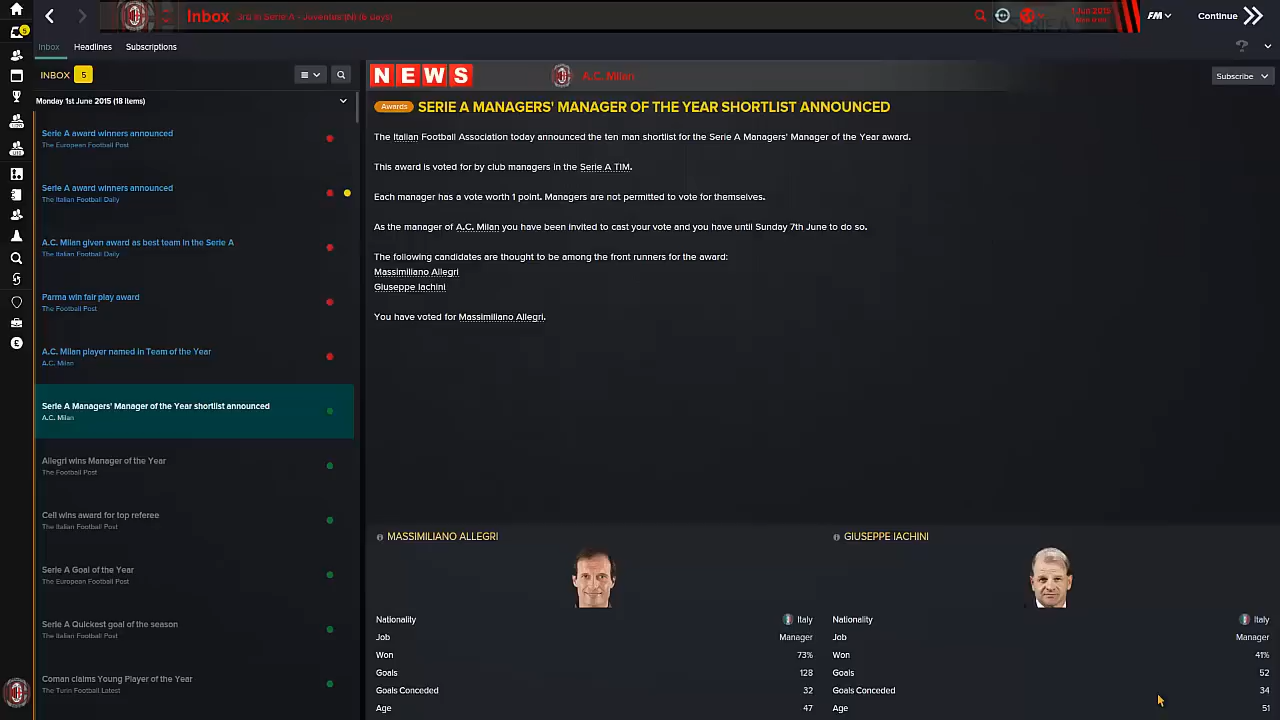 Inbox 3rd in Serie A - Juventus (N) (6 days)
1 Jun 2015
FM
Continue
5
Inbox Headlines Subscriptions
INBOX 5
Monday 1st June 2015 (18 Items)
Serie A award winners announced
The European Football Post
Serie A award winners announced
The Italian Football Daily
A.C. Milan given award as best team in the Serie A
The Italian Football Daily
Parma win fair play award
The Football Post
A.C. Milan player named in Team of the Year
A.C. Milan
Serie A Managers' Manager of the Year shortlist announced
A.C. Milan
Allegri wins Manager of the Year
The Football Post
Cell wins award for top referee
The Italian Football Post
Serie A Goal of the Year
The European Football Post
Serie A Quickest goal of the season
The Italian Football Post
Coman claims Young Player of the Year
The Turin Football Latest
NEWS
A.C. Milan
Subscribe
Awards SERIE A MANAGERS' MANAGER OF THE YEAR SHORTLIST ANNOUNCED
The Italian Football Association today announced the ten man shortlist for the Serie A Managers' Manager of the Year award.
This award is voted for by club managers in the Serie A TIM.
Each manager has a vote worth 1 point. Managers are not permitted to vote for themselves.
As the manager of A.C. Milan you have been invited to cast your vote and you have until Sunday 7th June to do so.
The following candidates are thought to be among the front runners for the award:
Massimiliano Allegri
Giuseppe Iachini
You have voted for Massimiliano Allegri.
MASSIMILIANO ALLEGRI
Nationality Italy
Job Manager
Won 73%
Goals 128
Goals Conceded 32
Age 47
GIUSEPPE IACHINI
Nationality Italy
Job Manager
Won 41%
Goals 52
Goals Conceded 34
Age 51